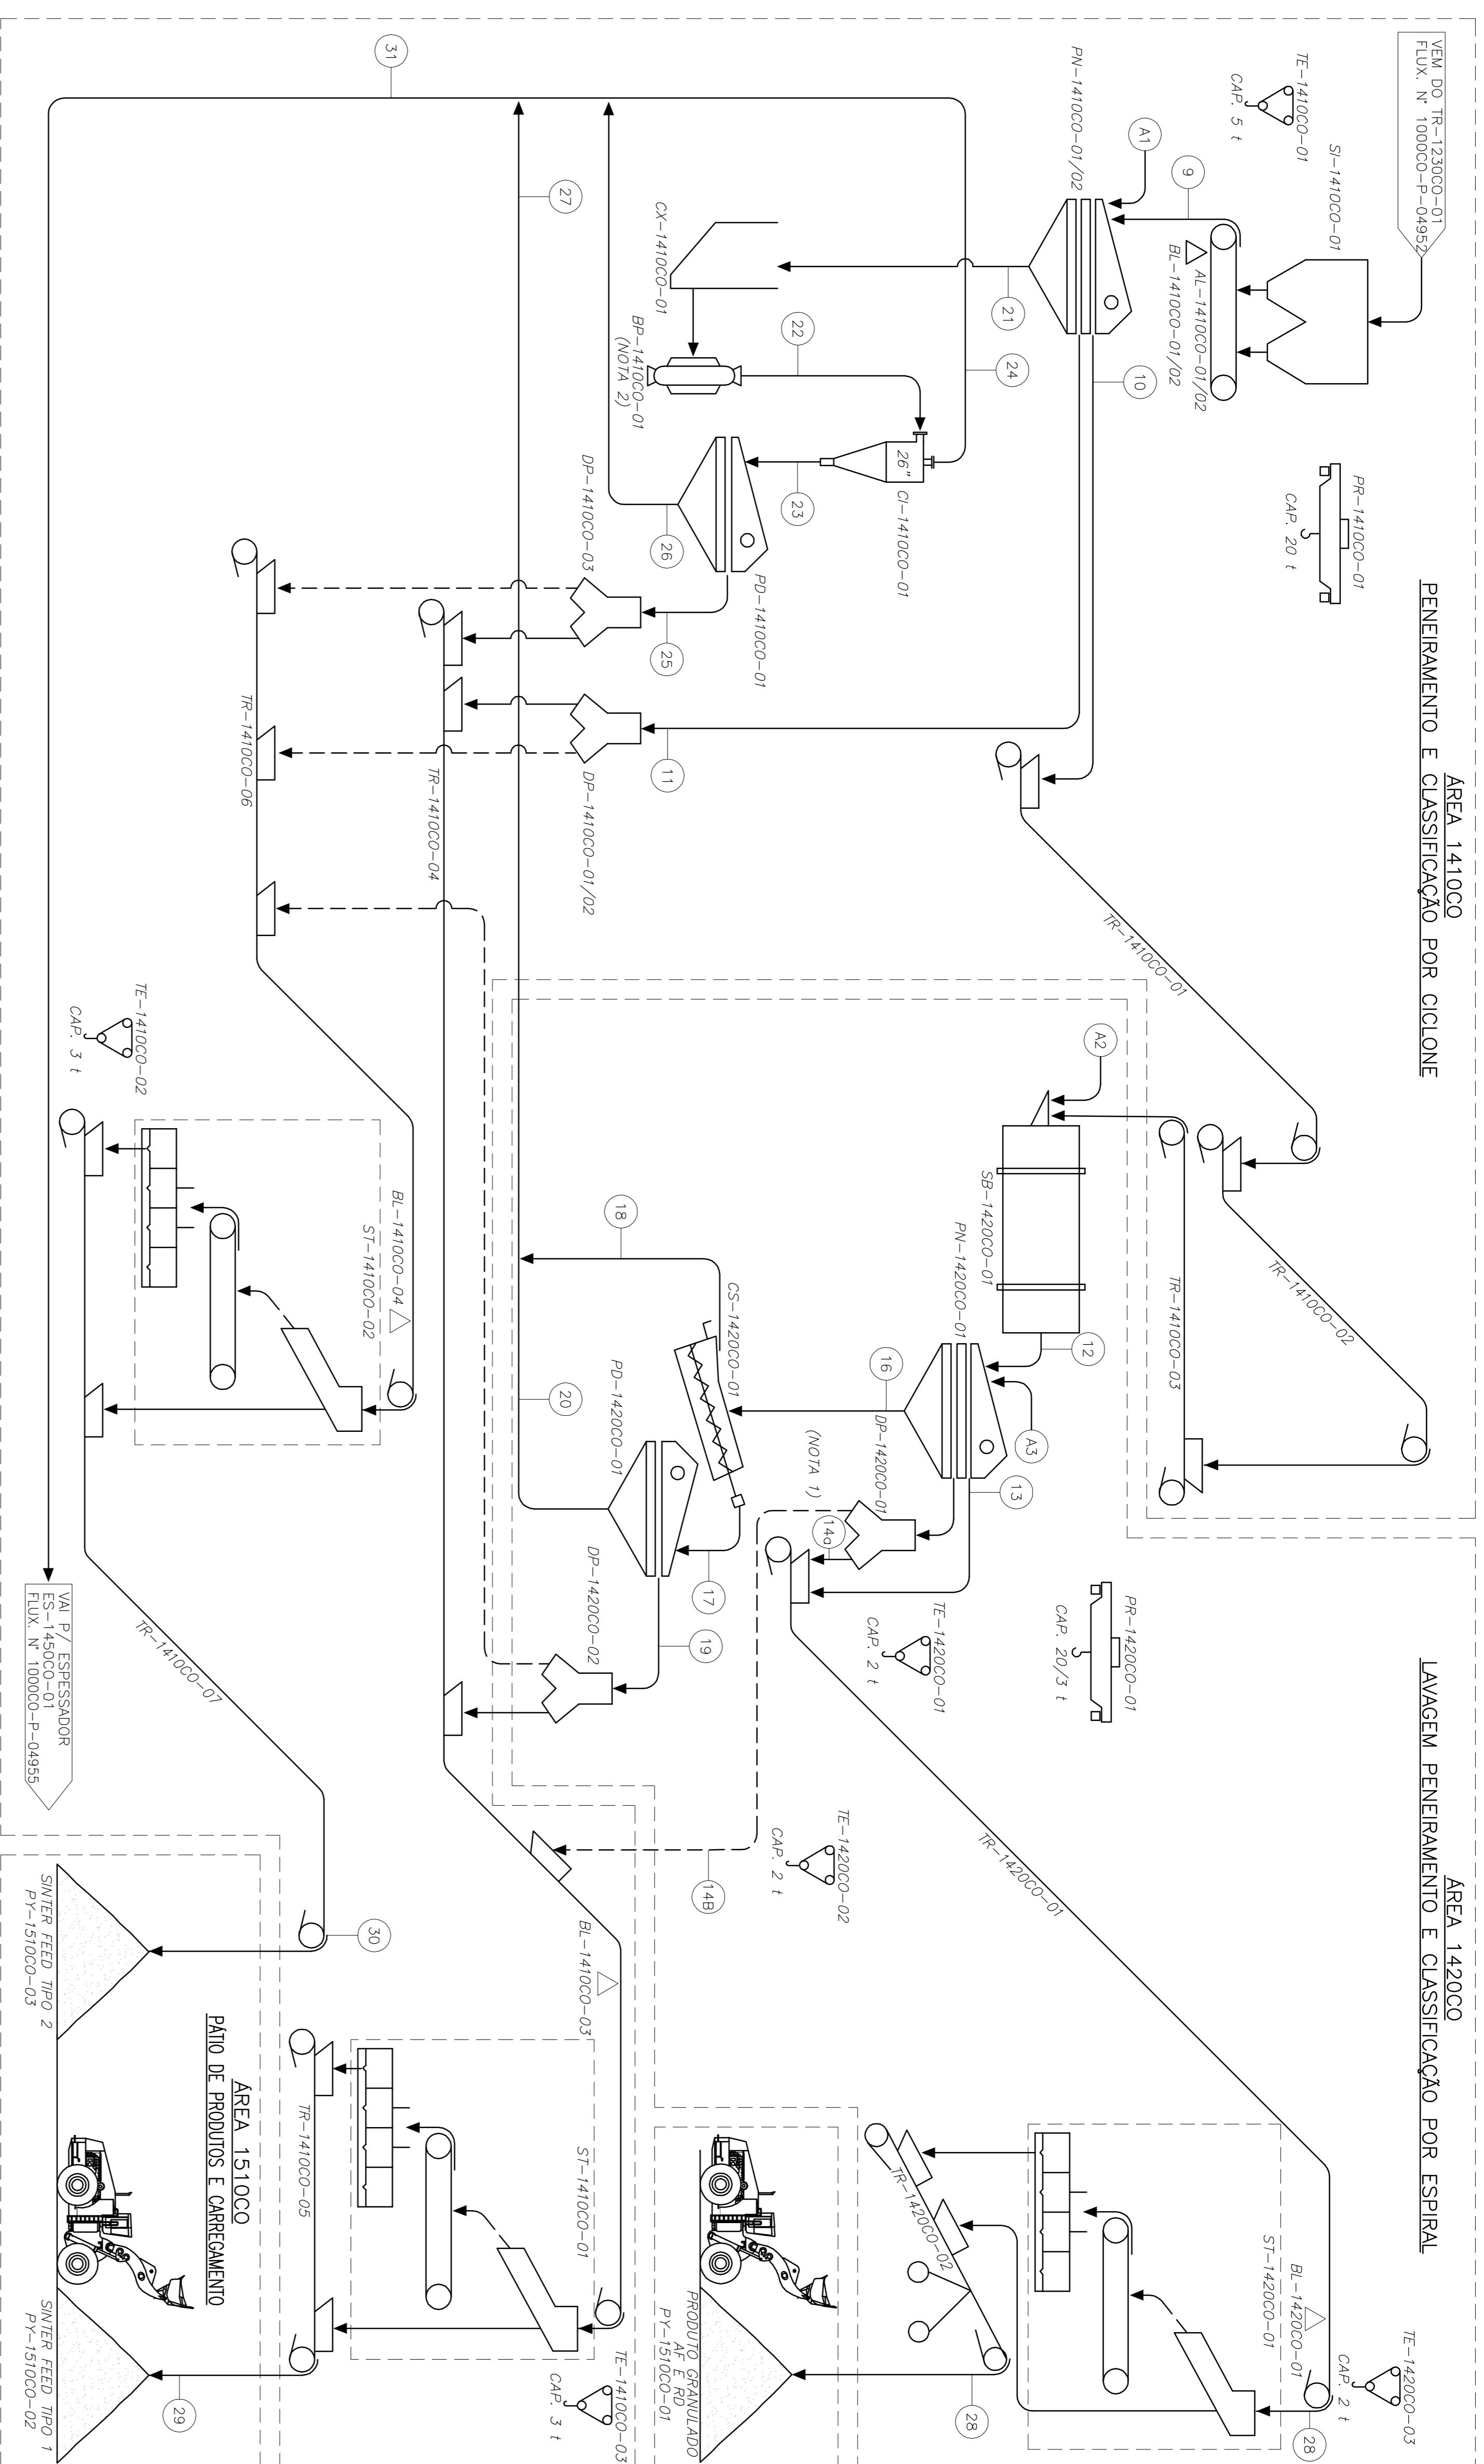 VEM DO TR-1230CO-01
FLUX. N° 1000CO-P-04952
ÁREA 1410CO
PENEIRAMENTO E CLASSIFICAÇÃO POR CICLONE
ÁREA 1420CO
LAVAGEM PENEIRAMENTO E CLASSIFICAÇÃO POR ESPIRAL
SI-1410CO-01
TE-1410CO-01
CAP. 5 t
PR-1410CO-01
CAP. 20 t
AL-1410CO-01/02
BL-1410CO-01/02
9
A1
PN-1410CO-01/02
10
21
24
CX-1410CO-01
BP-1410CO-01
(NOTA 2)
22
26"
CI-1410CO-01
23
PD-1410CO-01
26
25
DP-1410CO-03
11
DP-1410CO-01/02
27
31
TR-1410CO-01
TR-1410CO-02
TR-1410CO-03
TR-1410CO-04
TR-1410CO-06
A2
SB-1420CO-01
12
PN-1420CO-01
A3
13
16
DP-1420CO-01
(NOTA 1)
14a
18
CS-1420CO-01
17
PD-1420CO-01
20
19
DP-1420CO-02
14B
PR-1420CO-01
CAP. 20/3 t
TE-1420CO-01
CAP. 2 t
TE-1420CO-02
CAP. 2 t
TE-1420CO-03
CAP. 2 t
TR-1420CO-01
BL-1420CO-01
ST-1420CO-01
28
TR-1420CO-02
28
PRODUTO GRANULADO
AF E RD
PY-1510CO-01
TE-1410CO-02
CAP. 3 t
BL-1410CO-04
ST-1410CO-02
TR-1410CO-07
VAI P/ ESPESSADOR
ES-1450CO-01
FLUX. N° 1000CO-P-04955
BL-1410CO-03
ST-1410CO-01
TR-1410CO-05
TE-1410CO-03
CAP. 3 t
30
29
ÁREA 1510CO
PÁTIO DE PRODUTOS E CARREGAMENTO
SINTER FEED TIPO 2
PY-1510CO-03
SINTER FEED TIPO 1
PY-1510CO-02